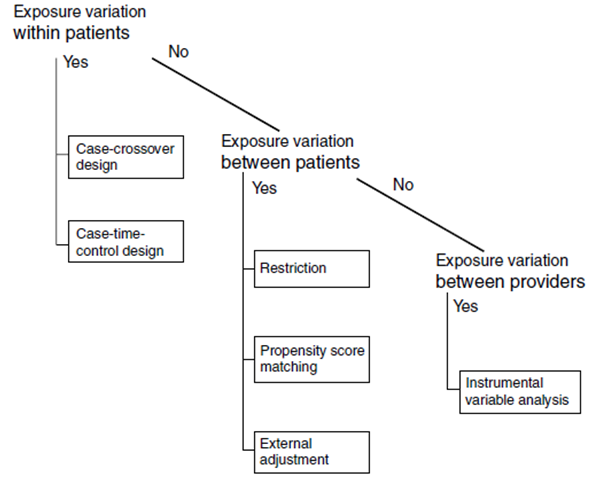 Exposure variation
within patients
Yes
No
Case-crossover
design
Case-time-
control design
Exposure variation
between patients
Yes
No
Restriction
Propensity score
matching
External
adjustment
Exposure variation
between providers
Yes
Instrumental
variable analysis